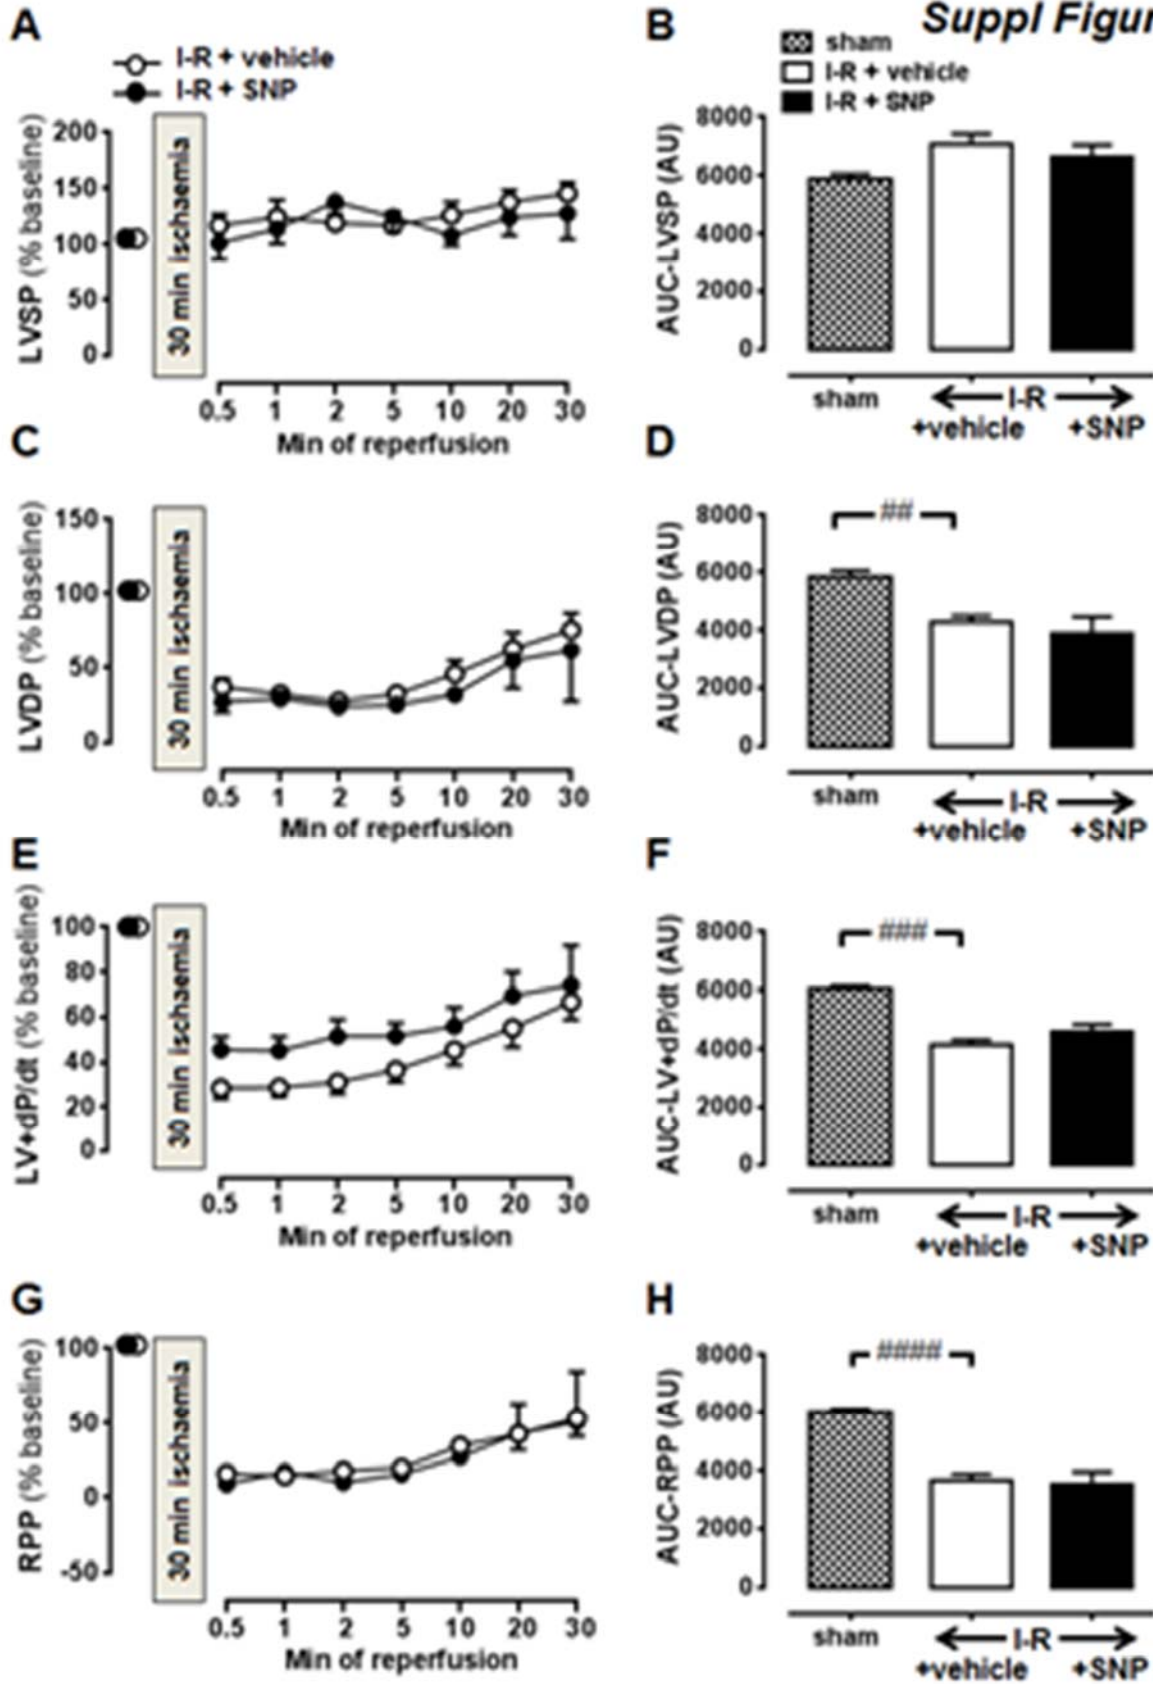 A
I-R + vehicle
I-R + SNP
LVSP (% baseline)
200
150
100
50
0
30 min ischaemia
0.5 1 2 5 10 20 30
Min of reperfusion
B
Suppl Figur
sham
I-R + vehicle
I-R + SNP
AUC-LVSP (AU)
8000
6000
4000
2000
0
sham
I-R
+vehicle +SNP
C
LVDP (% baseline)
150
100
50
0
30 min ischaemia
0.5 1 2 5 10 20 30
Min of reperfusion
D
AUC-LVDP (AU)
8000
6000
4000
2000
0
##
sham
I-R
+vehicle +SNP
E
LV+dP/dt (% baseline)
100
80
60
40
20
0
30 min ischaemia
0.5 1 2 5 10 20 30
Min of reperfusion
F
AUC-LV+dP/dt (AU)
8000
6000
4000
2000
0
###
sham
I-R
+vehicle +SNP
G
RPP (% baseline)
100
50
0
-50
30 min ischaemia
0.5 1 2 5 10 20 30
Min of reperfusion
H
AUC-RPP (AU)
8000
6000
4000
2000
0
####
sham
I-R
+vehicle +SNP